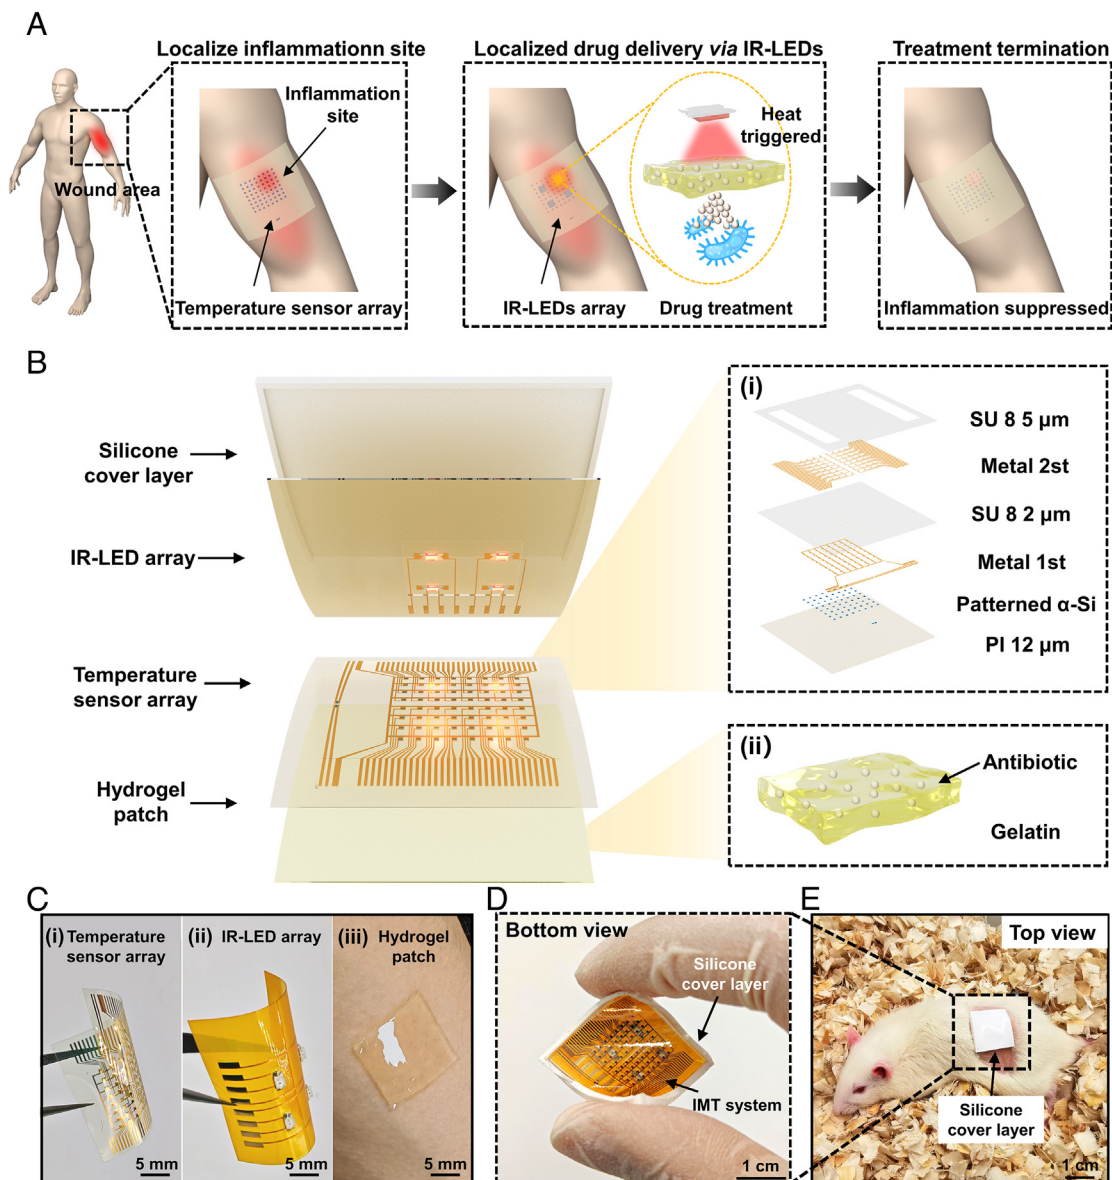 A
Localize inflammationn site
Localized drug delivery via IR-LEDs
Treatment termination
Inflammation
site
Wound area
Temperature sensor array
Heat
triggered
IR-LEDs array
Drug treatment
Inflammation suppressed
B
Silicone
cover layer
IR-LED array
Temperature
sensor array
Hydrogel
patch
(i)
SU 8 5 μm
Metal 2st
SU 8 2 μm
Metal 1st
Patterned α-Si
PI 12 μm
(ii)
Antibiotic
Gelatin
C
(i) Temperature
sensor array
5 mm
(ii) IR-LED array
5 mm
(iii) Hydrogel
patch
5 mm
D
Bottom view
Silicone
cover layer
IMT system
1 cm
E
Top view
Silicone
cover layer
1 cm